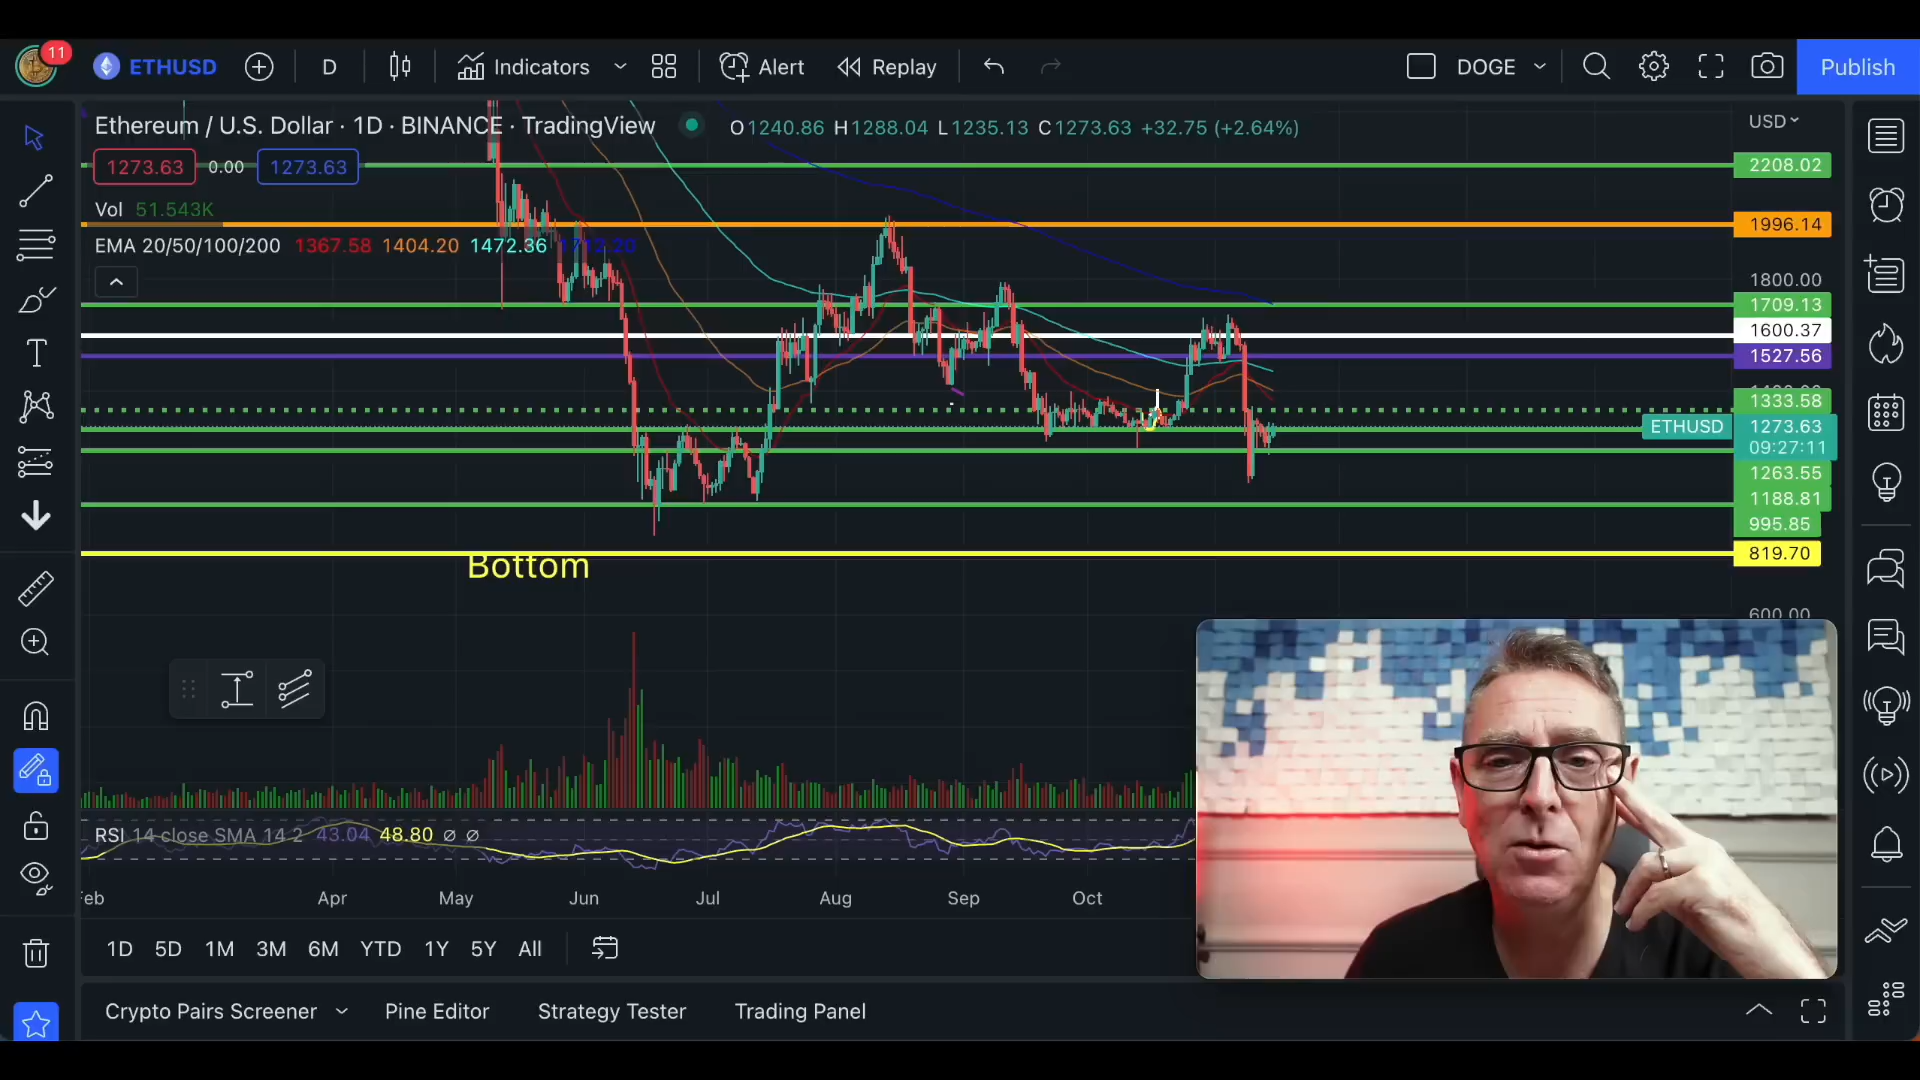 11
ETHUSD
D
Indicators
Alert
Replay
DOGE
Publish
Ethereum / U.S. Dollar · 1D · BINANCE · TradingView
O1240.86 H1288.04 L1235.13 C1273.63 +32.75 (+2.64%)
USD
1273.63
0.00
1273.63
2208.02
Vol 51.543K
1996.14
EMA 20/50/100/200 1367.58 1404.20 1472.36
1800.00
1709.13
1600.37
1527.56
1333.58
ETHUSD
1273.63
09:27:11
1263.55
1188.81
995.85
819.70
Bottom
600.00
RSI 14 close SMA 14 2 43.04 48.80 ∅ ∅
Apr
May
Jun
Jul
Aug
Sep
Oct
1D
5D
1M
3M
6M
YTD
1Y
5Y
All
Crypto Pairs Screener
Pine Editor
Strategy Tester
Trading Panel